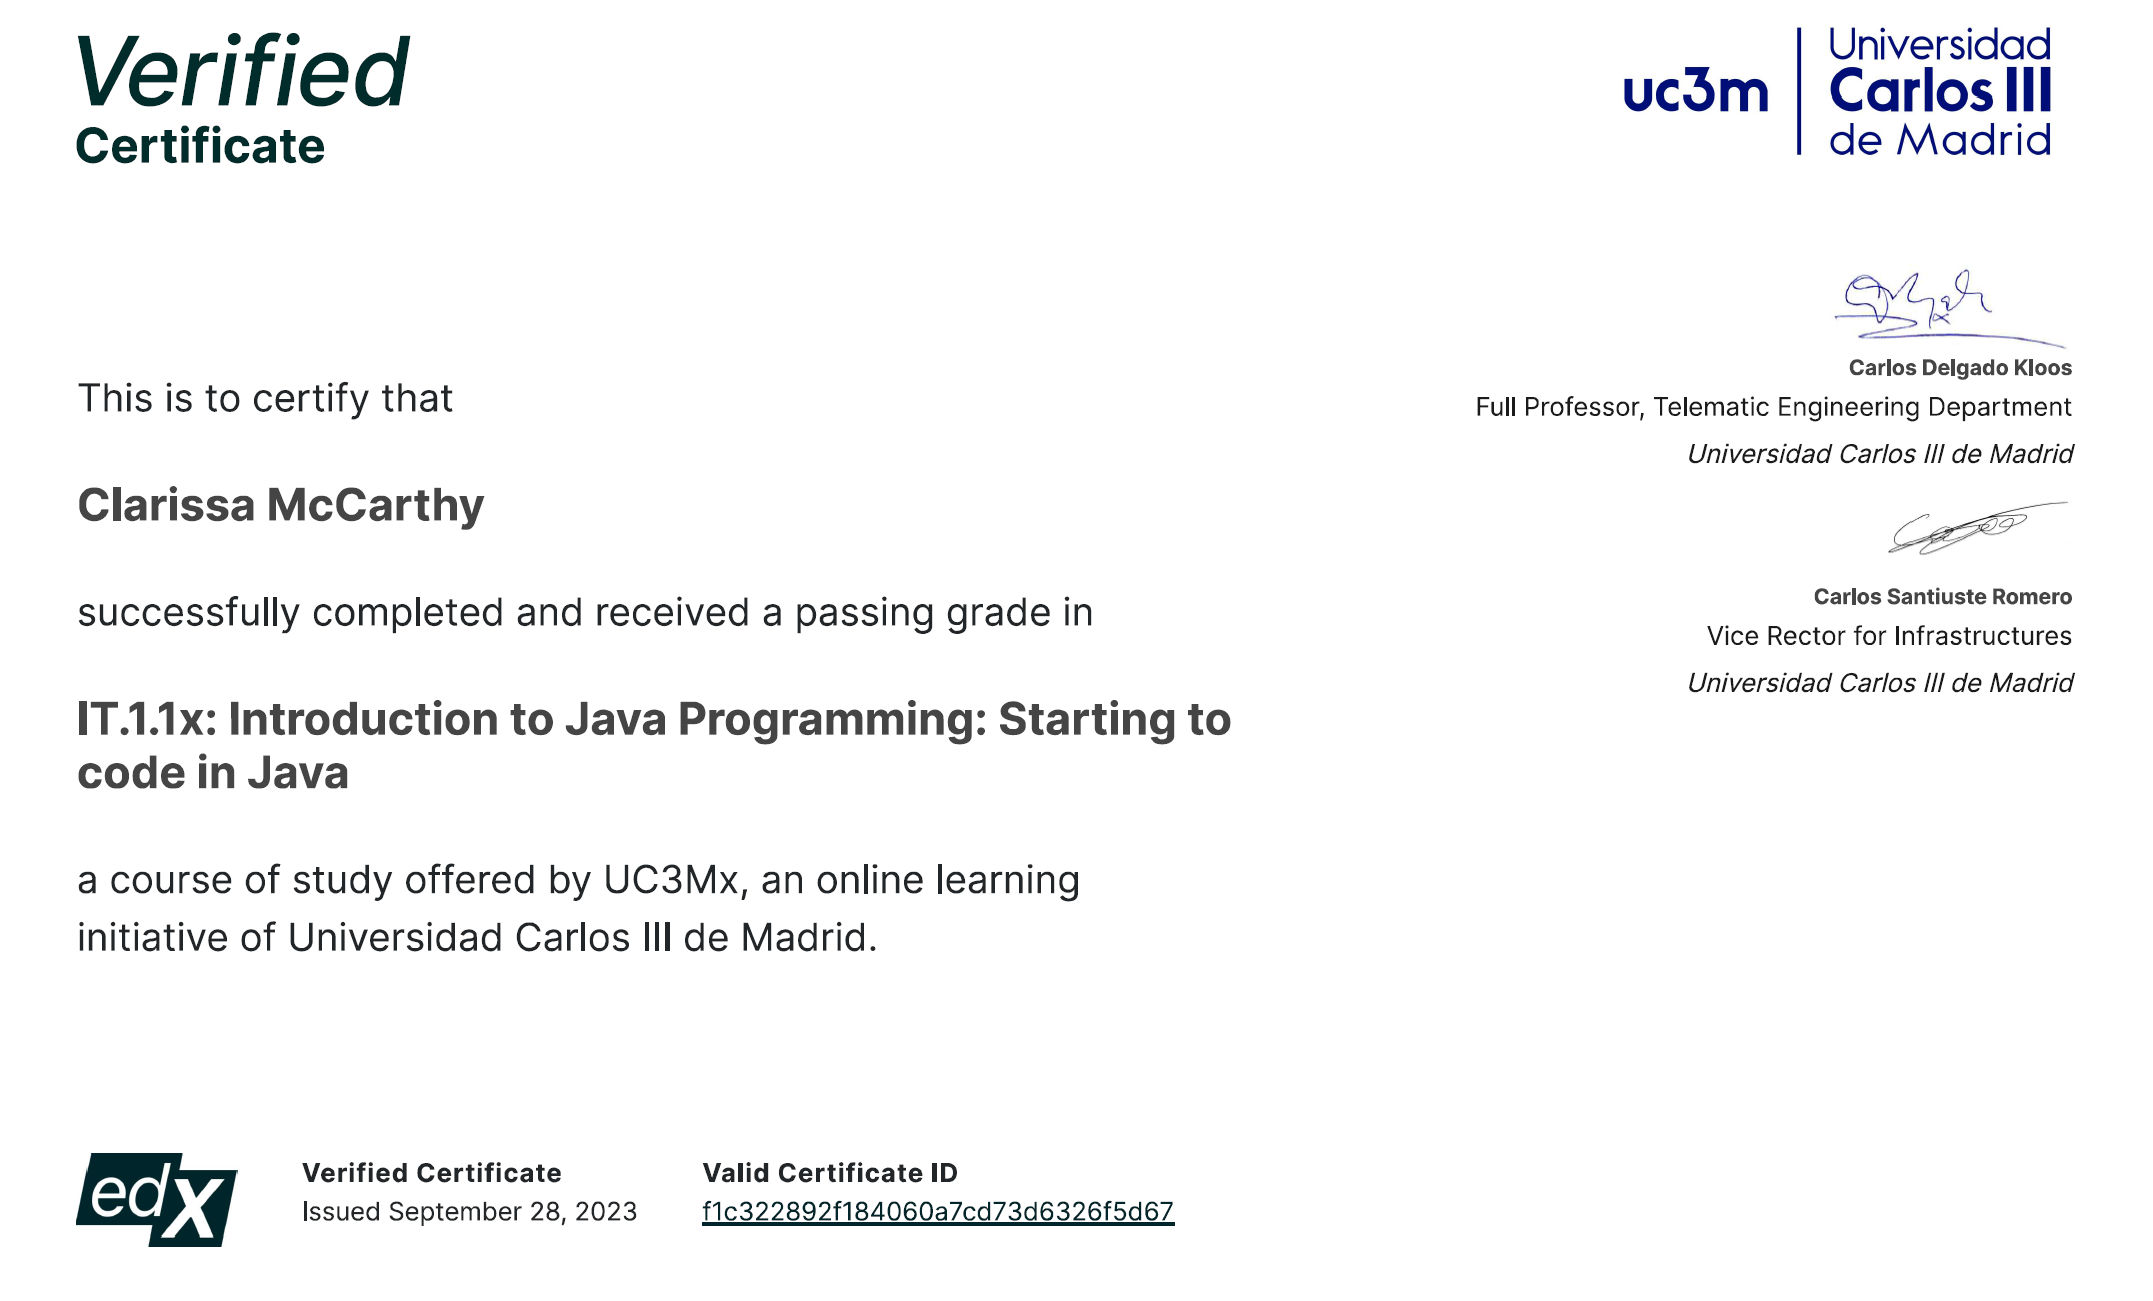 Verified
Certificate
uc3m
Universidad
Carlos III
de Madrid
This is to certify that
Clarissa McCarthy
successfully completed and received a passing grade in
IT.1.1x: Introduction to Java Programming: Starting to
code in Java
a course of study offered by UC3Mx, an online learning
initiative of Universidad Carlos III de Madrid.
Carlos Delgado Kloos
Full Professor, Telematic Engineering Department
Universidad Carlos III de Madrid
Carlos Santiuste Romero
Vice Rector for Infrastructures
Universidad Carlos III de Madrid
edX
Verified Certificate
Issued September 28, 2023
Valid Certificate ID
f1c322892f184060a7cd73d6326f5d67